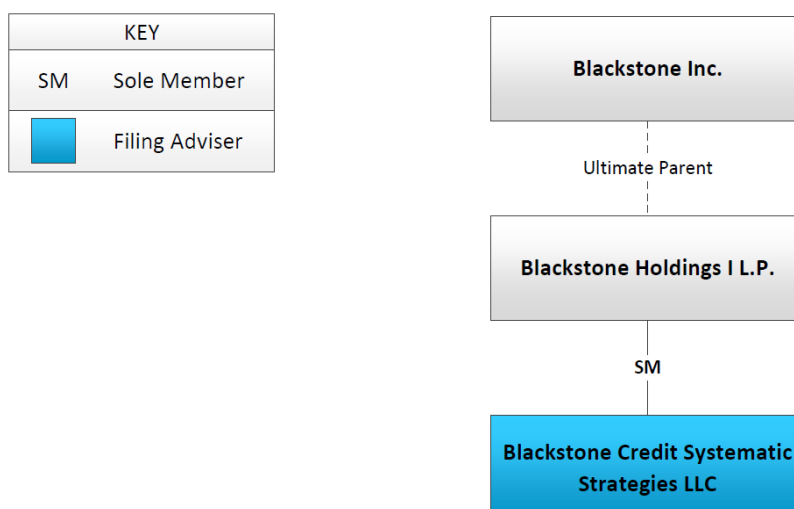 KEY
SM Sole Member
Filing Adviser
Blackstone Inc.
Ultimate Parent
Blackstone Holdings I L.P.
SM
Blackstone Credit Systematic
Strategies LLC